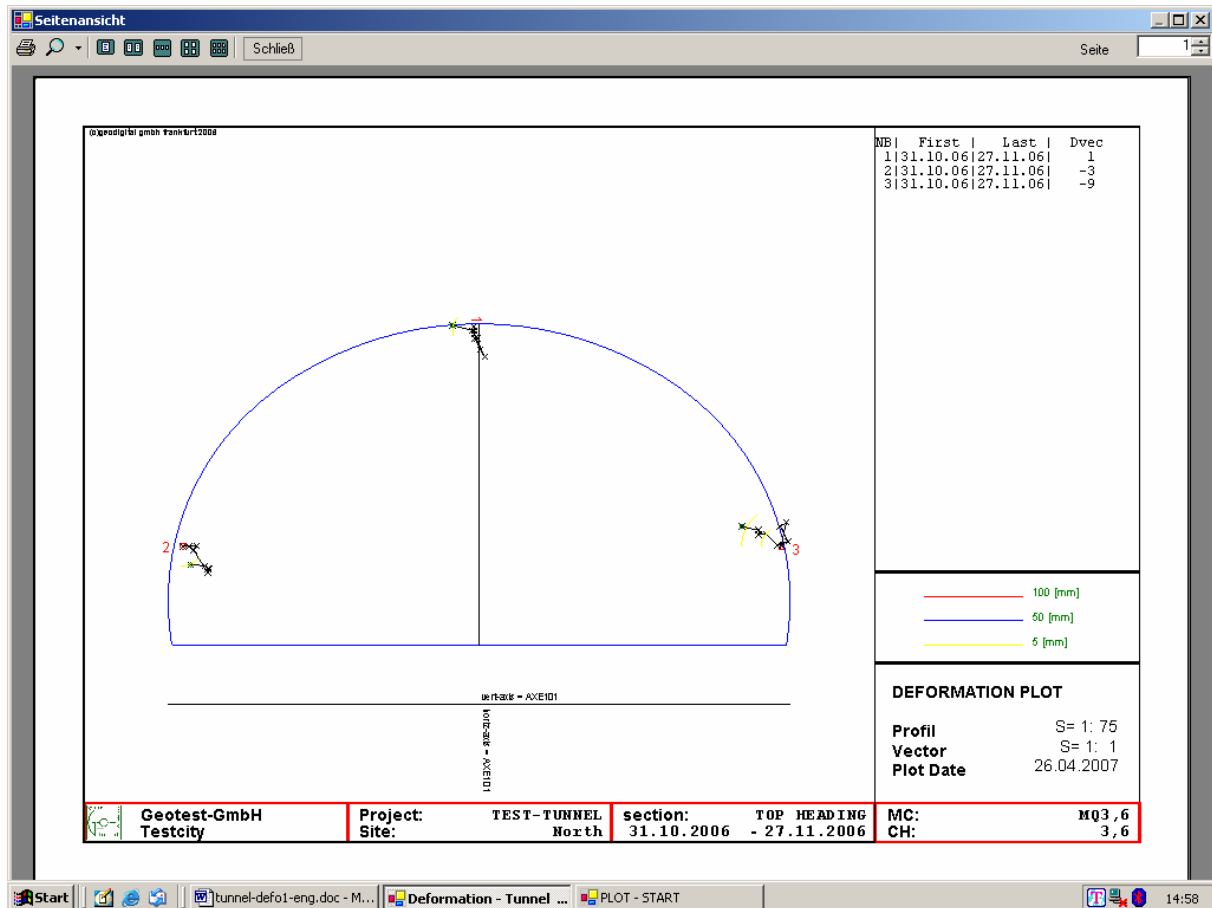 Seitenansicht
Schließ
Seite 1
(c)geodigital gmbh frankfurt2006
NB| First | Last | Dvec
1|31.10.06|27.11.06| 1
2|31.10.06|27.11.06| -3
3|31.10.06|27.11.06| -9
1
2
3
100 [mm]
50 [mm]
5 [mm]
vert-axis = AXE101
horitz-axis = AXE101
DEFORMATION PLOT
Profil S= 1: 75
Vector S= 1: 1
Plot Date 26.04.2007
Geotest-GmbH
Testcity
Project: TEST-TUNNEL
Site: North
section: TOP HEADING
31.10.2006 - 27.11.2006
MC: MQ3,6
CH: 3,6
Start
tunnel-defo1-eng.doc - M...
Deformation - Tunnel ...
PLOT - START
14:58